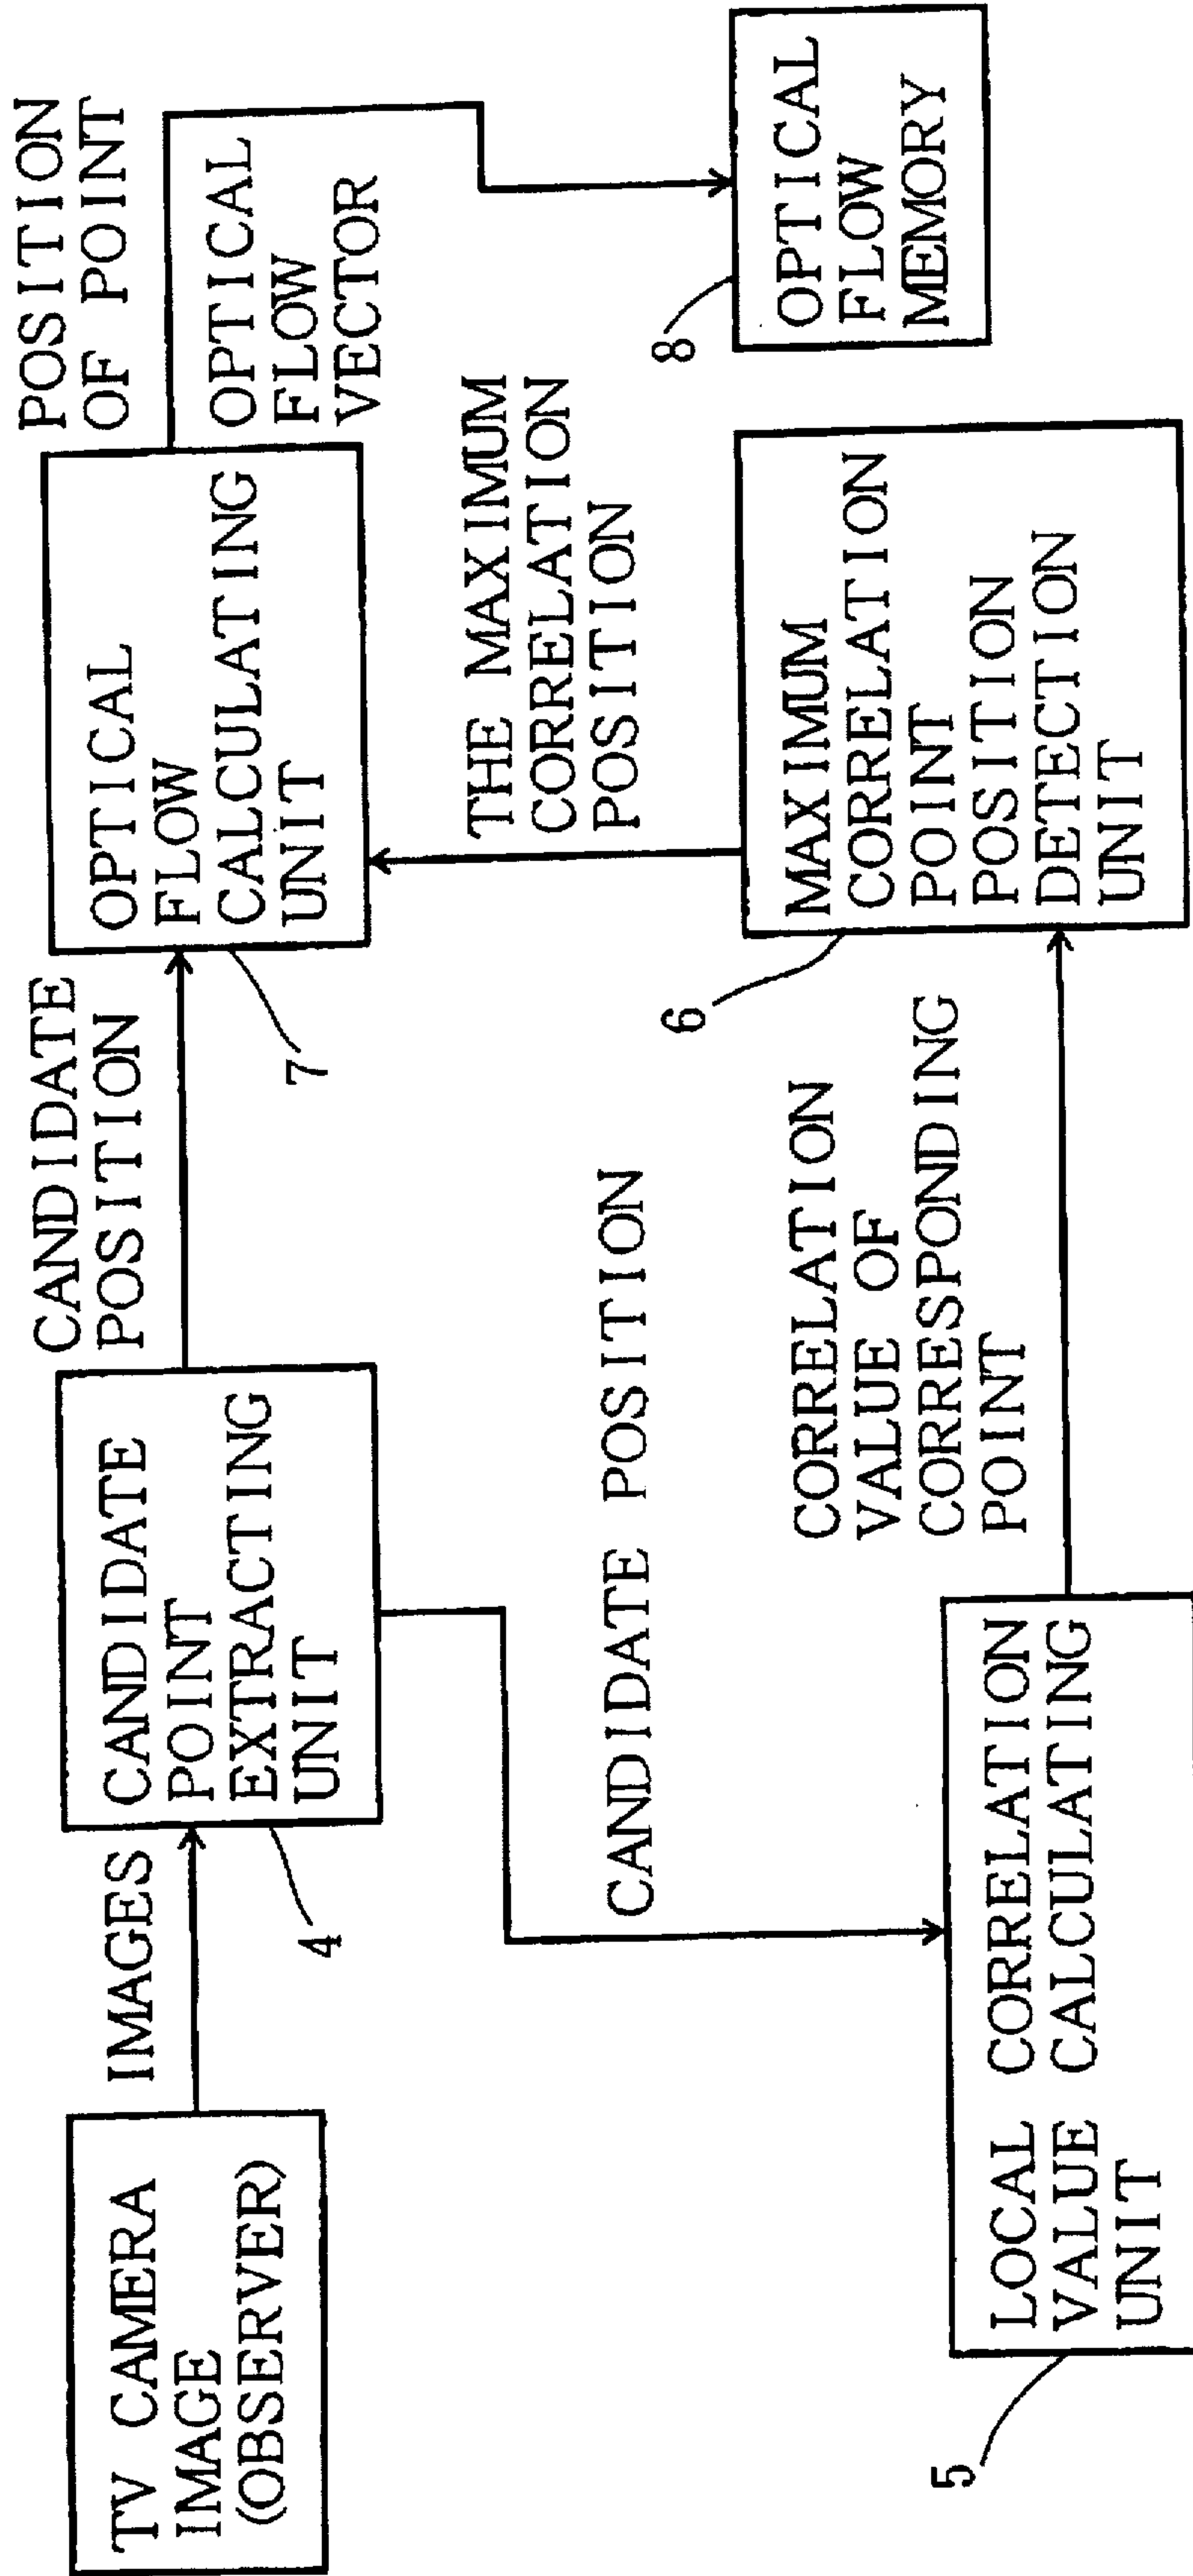 TV CAMERA
IMAGE
(OBSERVER)
IMAGES
CANDIDATE
POINT
EXTRACTING
UNIT
4
CANDIDATE
POSITION
OPTICAL
FLOW
CALCULATING
UNIT
7
POSITION
OF POINT
OPTICAL
FLOW
VECTOR
CANDIDATE POSITION
LOCAL CORRELATION
VALUE CALCULATING
UNIT
5
CORRELATION
VALUE OF
CORRESPONDING
POINT
MAXIMUM
CORRELATION
POINT
POSITION
DETECTION
UNIT
6
THE MAXIMUM
CORRELATION
POSITION
OPTICAL
FLOW
MEMORY
8